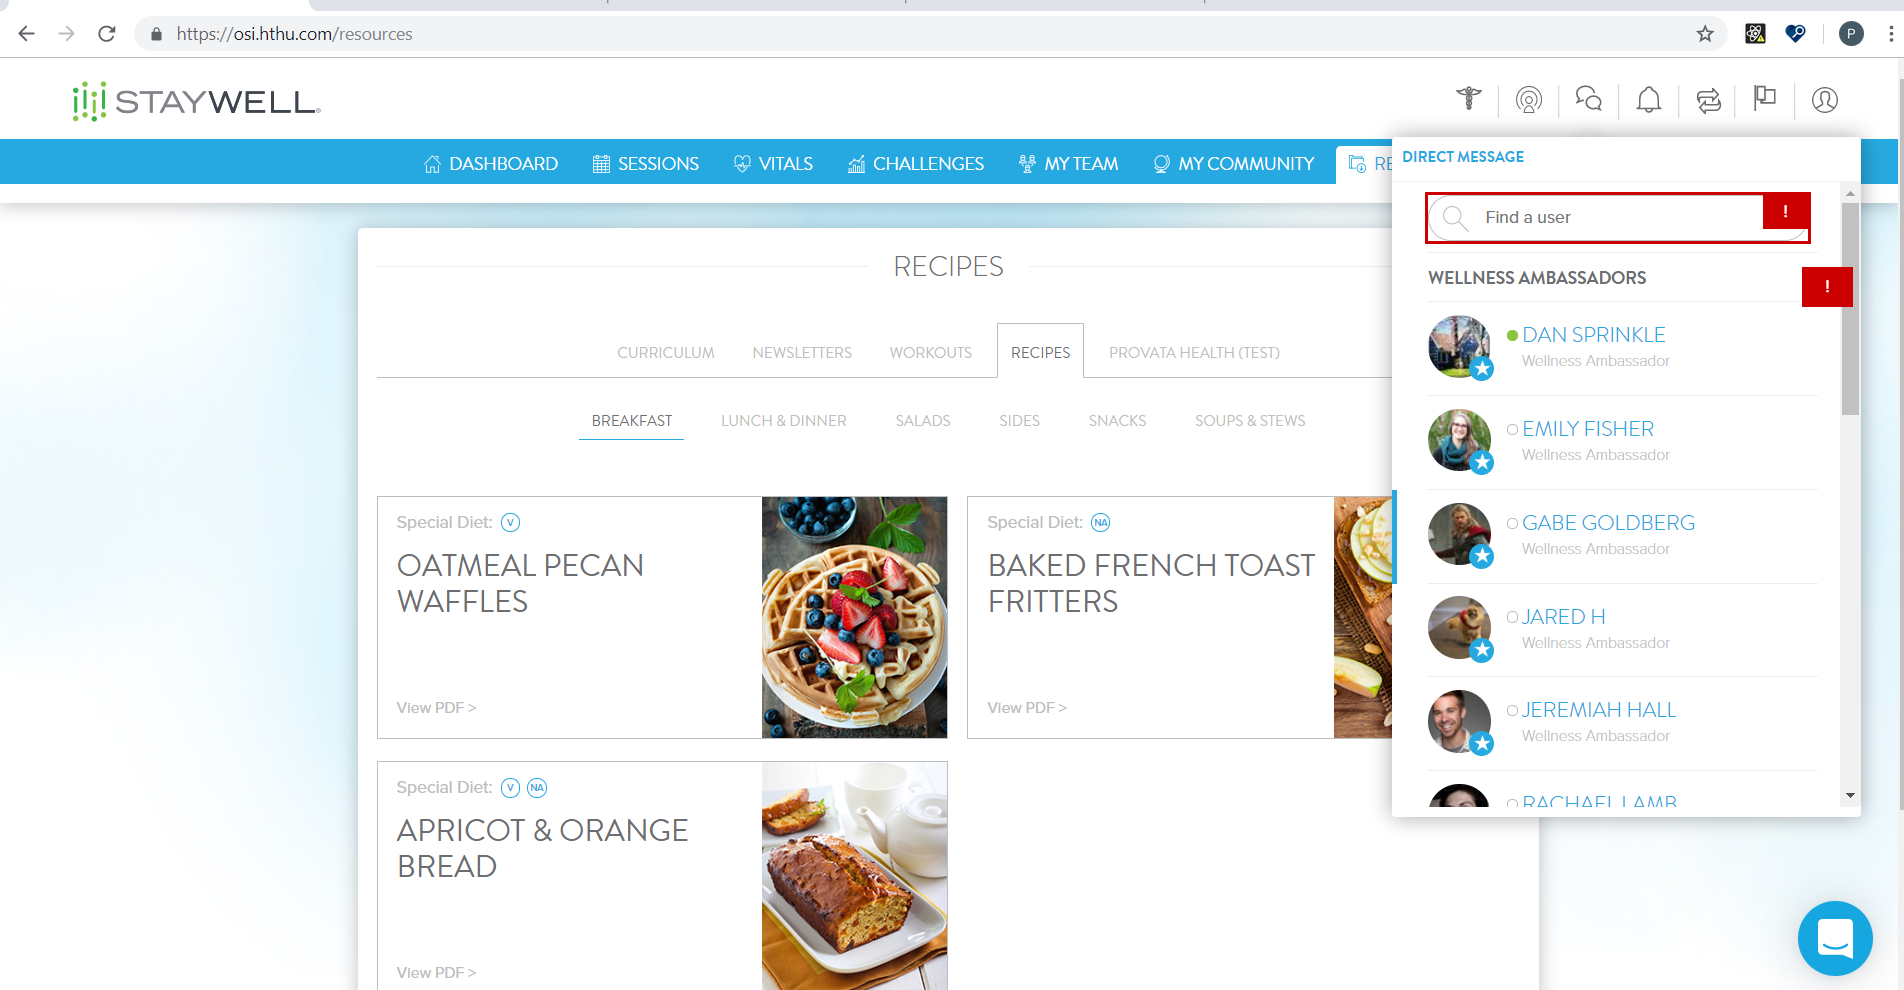 https://osi.hthu.com/resources
P
STAYWELL
DASHBOARD
SESSIONS
VITALS
CHALLENGES
MY TEAM
MY COMMUNITY
RE
DIRECT MESSAGE
Find a user
!
WELLNESS AMBASSADORS
!
DAN SPRINKLE
Wellness Ambassador
EMILY FISHER
Wellness Ambassador
GABE GOLDBERG
Wellness Ambassador
JARED H
Wellness Ambassador
JEREMIAH HALL
Wellness Ambassador
RACHAEL LAMB
RECIPES
CURRICULUM
NEWSLETTERS
WORKOUTS
RECIPES
PROVATA HEALTH (TEST)
BREAKFAST
LUNCH & DINNER
SALADS
SIDES
SNACKS
SOUPS & STEWS
Special Diet: V
OATMEAL PECAN
WAFFLES
View PDF >
Special Diet: NA
BAKED FRENCH TOAST
FRITTERS
View PDF >
Special Diet: V NA
APRICOT & ORANGE
BREAD
View PDF >